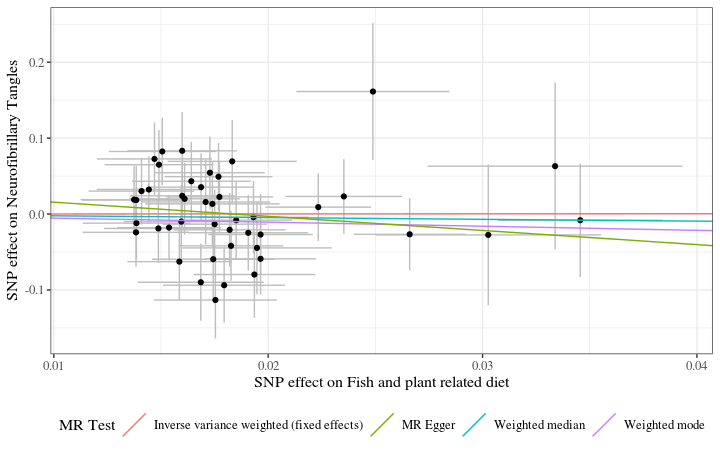 SNP effect on Neurofibrillary Tangles
0.2
0.1
0.0
-0.1
0.01 0.02 0.03 0.04
SNP effect on Fish and plant related diet
MR Test Inverse variance weighted (fixed effects) MR Egger Weighted median Weighted mode